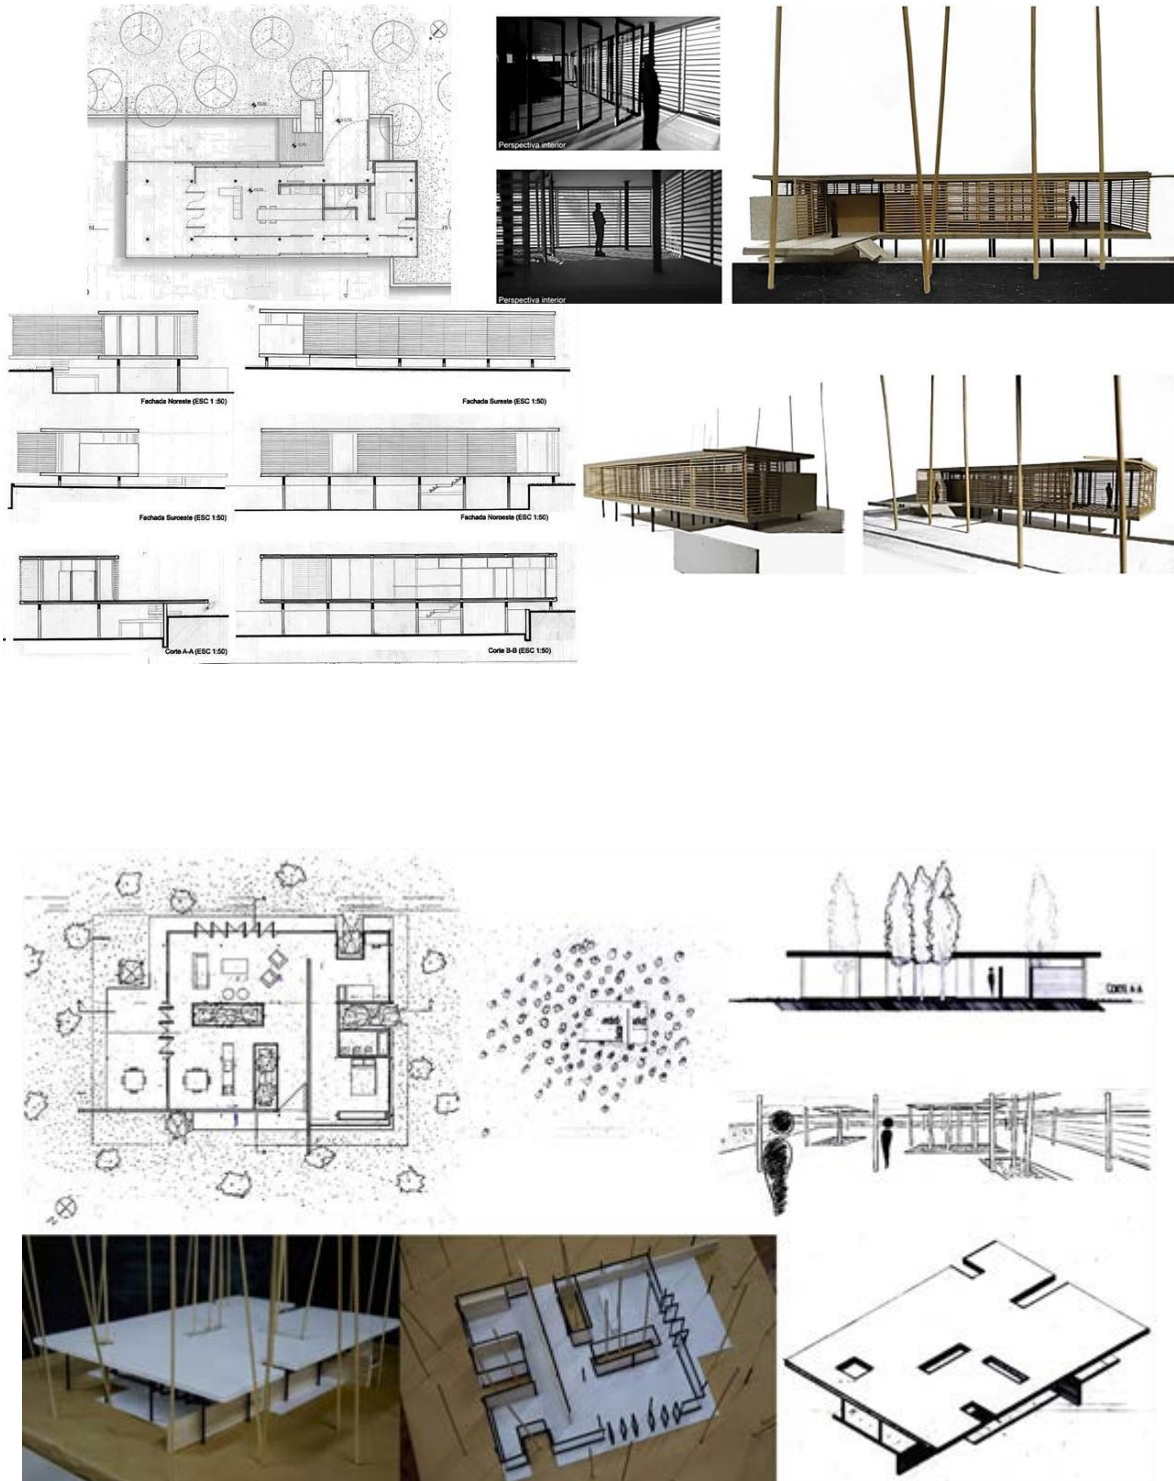 Perspectiva interior
Perspectiva interior
Fachada Noreste (ESC 1 :50)
Fachada Sureste (ESC 1:50)
Fachada Suroeste (ESC 1:50)
Fachada Noroeste (ESC 1:50)
Corte A-A (ESC 1:50)
Corte B-B (ESC 1:50)
CORTE A-A
N